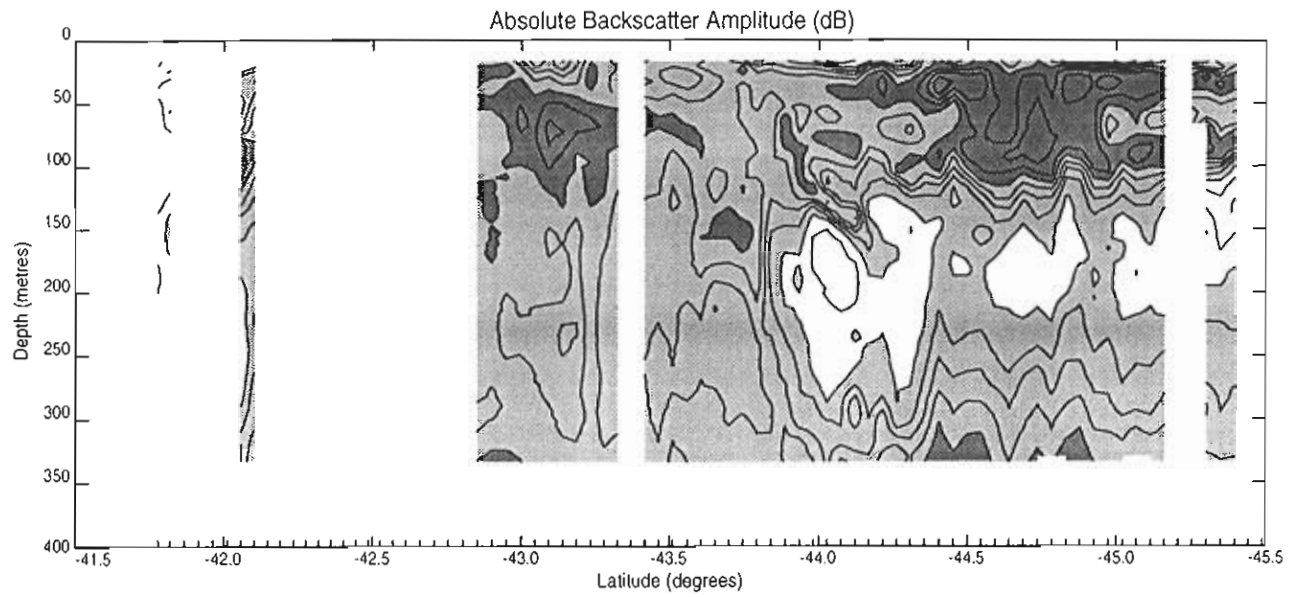 Absolute Backscatter Amplitude (dB)
0
50
100
150
200
250
300
350
400
Depth (metres)
-41.5 -42.0 -42.5 -43.0 -43.5 -44.0 -44.5 -45.0 -45.5
Latitude (degrees)